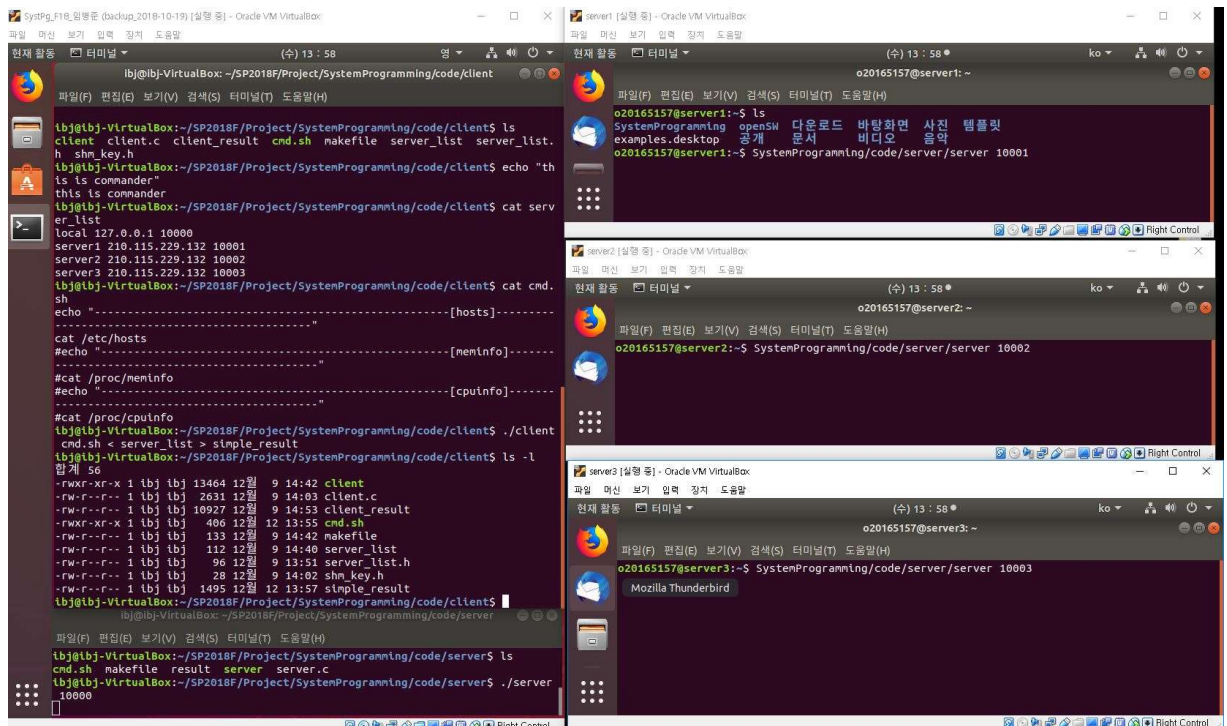 SystPg_F18_임병준 (backup_2018-10-19) [실행 중] - Oracle VM VirtualBox
파일 머신 보기 입력 장치 도움말
현재 활동 터미널 (수) 13 : 58 영
ibj@ibj-VirtualBox: ~/SP2018F/Project/SystemProgramming/code/client
파일(F) 편집(E) 보기(V) 검색(S) 터미널(T) 도움말(H)
ibj@ibj-VirtualBox:~/SP2018F/Project/SystemProgramming/code/client$ ls
client client.c client_result cmd.sh makefile server_list server_list.
h shm_key.h
ibj@ibj-VirtualBox:~/SP2018F/Project/SystemProgramming/code/client$ echo "th
is is commander"
this is commander
ibj@ibj-VirtualBox:~/SP2018F/Project/SystemProgramming/code/client$ cat serv
er_list
local 127.0.0.1 10000
server1 210.115.229.132 10001
server2 210.115.229.132 10002
server3 210.115.229.132 10003
ibj@ibj-VirtualBox:~/SP2018F/Project/SystemProgramming/code/client$ cat cmd.
sh
echo "--------------------------------------------------[hosts]---------
------------------------------------"
cat /etc/hosts
#echo "--------------------------------------------------[meminfo]-------
-------------------------------------"
#cat /proc/meminfo
#echo "--------------------------------------------------[cpuinfo]-------
-------------------------------------"
#cat /proc/cpuinfo
ibj@ibj-VirtualBox:~/SP2018F/Project/SystemProgramming/code/client$ ./client
cmd.sh < server_list > simple_result
ibj@ibj-VirtualBox:~/SP2018F/Project/SystemProgramming/code/client$ ls -l
합계 56
-rwxr-xr-x 1 ibj ibj 13464 12월 9 14:42 client
-rw-r--r-- 1 ibj ibj 2631 12월 9 14:03 client.c
-rw-r--r-- 1 ibj ibj 10927 12월 9 14:53 client_result
-rwxr-xr-x 1 ibj ibj 406 12월 12 13:55 cmd.sh
-rw-r--r-- 1 ibj ibj 133 12월 9 14:42 makefile
-rw-r--r-- 1 ibj ibj 112 12월 9 14:40 server_list
-rw-r--r-- 1 ibj ibj 96 12월 9 13:51 server_list.h
-rw-r--r-- 1 ibj ibj 28 12월 9 14:02 shm_key.h
-rw-r--r-- 1 ibj ibj 1495 12월 12 13:57 simple_result
ibj@ibj-VirtualBox:~/SP2018F/Project/SystemProgramming/code/client$
ibj@ibj-VirtualBox: ~/SP2018F/Project/SystemProgramming/code/server
파일(F) 편집(E) 보기(V) 검색(S) 터미널(T) 도움말(H)
ibj@ibj-VirtualBox:~/SP2018F/Project/SystemProgramming/code/server$ ls
cmd.sh makefile result server server.c
ibj@ibj-VirtualBox:~/SP2018F/Project/SystemProgramming/code/server$ ./server
10000
Right Control
server1 [실행 중] - Oracle VM VirtualBox
파일 머신 보기 입력 장치 도움말
현재 활동 터미널 (수) 13 : 58 ko
o20165157@server1: ~
파일(F) 편집(E) 보기(V) 검색(S) 터미널(T) 도움말(H)
o20165157@server1:~$ ls
SystemProgramming openSW 다운로드 바탕화면 사진 템플릿
examples.desktop 공개 문서 비디오 음악
o20165157@server1:~$ SystemProgramming/code/server/server 10001
Right Control
server2 [실행 중] - Oracle VM VirtualBox
파일 머신 보기 입력 장치 도움말
현재 활동 터미널 (수) 13 : 58 ko
o20165157@server2: ~
파일(F) 편집(E) 보기(V) 검색(S) 터미널(T) 도움말(H)
o20165157@server2:~$ SystemProgramming/code/server/server 10002
Right Control
server3 [실행 중] - Oracle VM VirtualBox
파일 머신 보기 입력 장치 도움말
현재 활동 터미널 (수) 13 : 58 ko
o20165157@server3: ~
파일(F) 편집(E) 보기(V) 검색(S) 터미널(T) 도움말(H)
o20165157@server3:~$ SystemProgramming/code/server/server 10003
Mozilla Thunderbird
Right Control